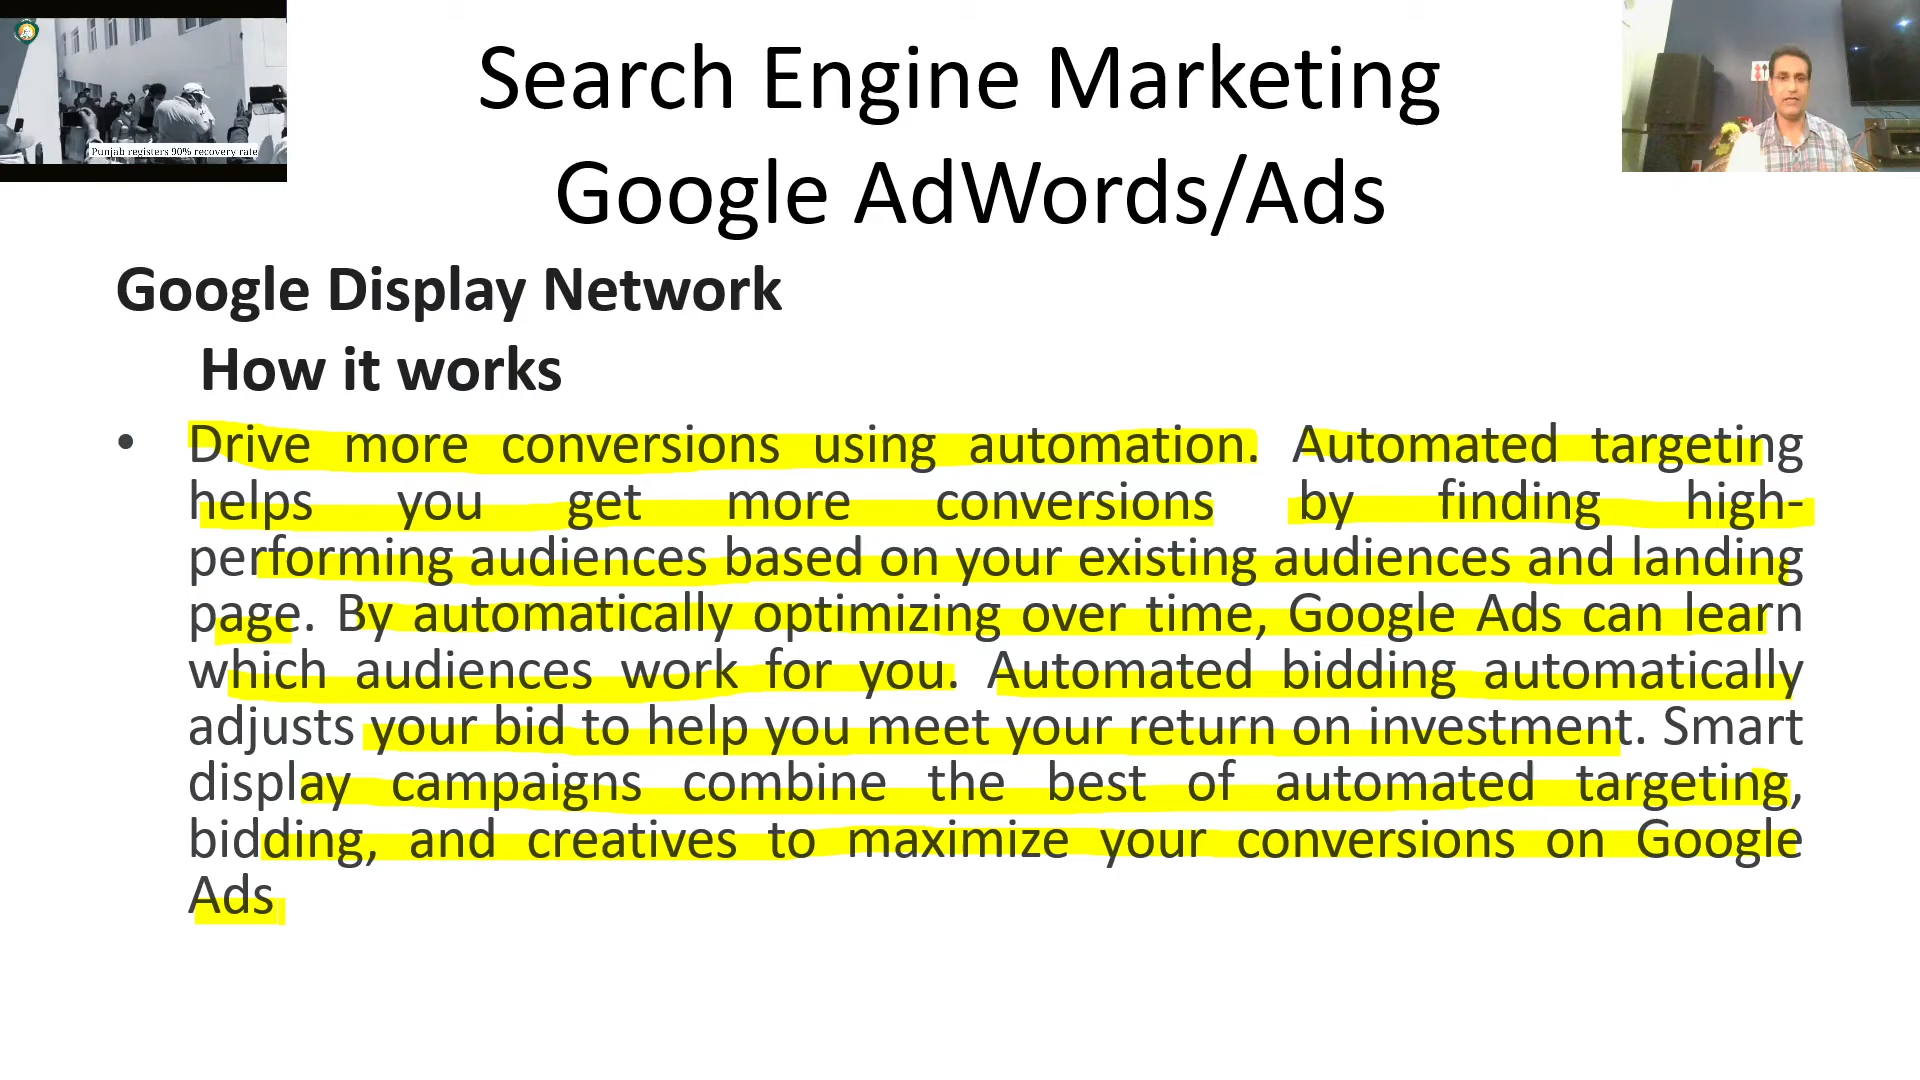 Search Engine Marketing
Google AdWords/Ads
Punjab registers 90% recovery rate
Google Display Network
How it works
• Drive more conversions using automation. Automated targeting
helps you get more conversions by finding high-
performing audiences based on your existing audiences and landing
page. By automatically optimizing over time, Google Ads can learn
which audiences work for you. Automated bidding automatically
adjusts your bid to help you meet your return on investment. Smart
display campaigns combine the best of automated targeting,
bidding, and creatives to maximize your conversions on Google
Ads